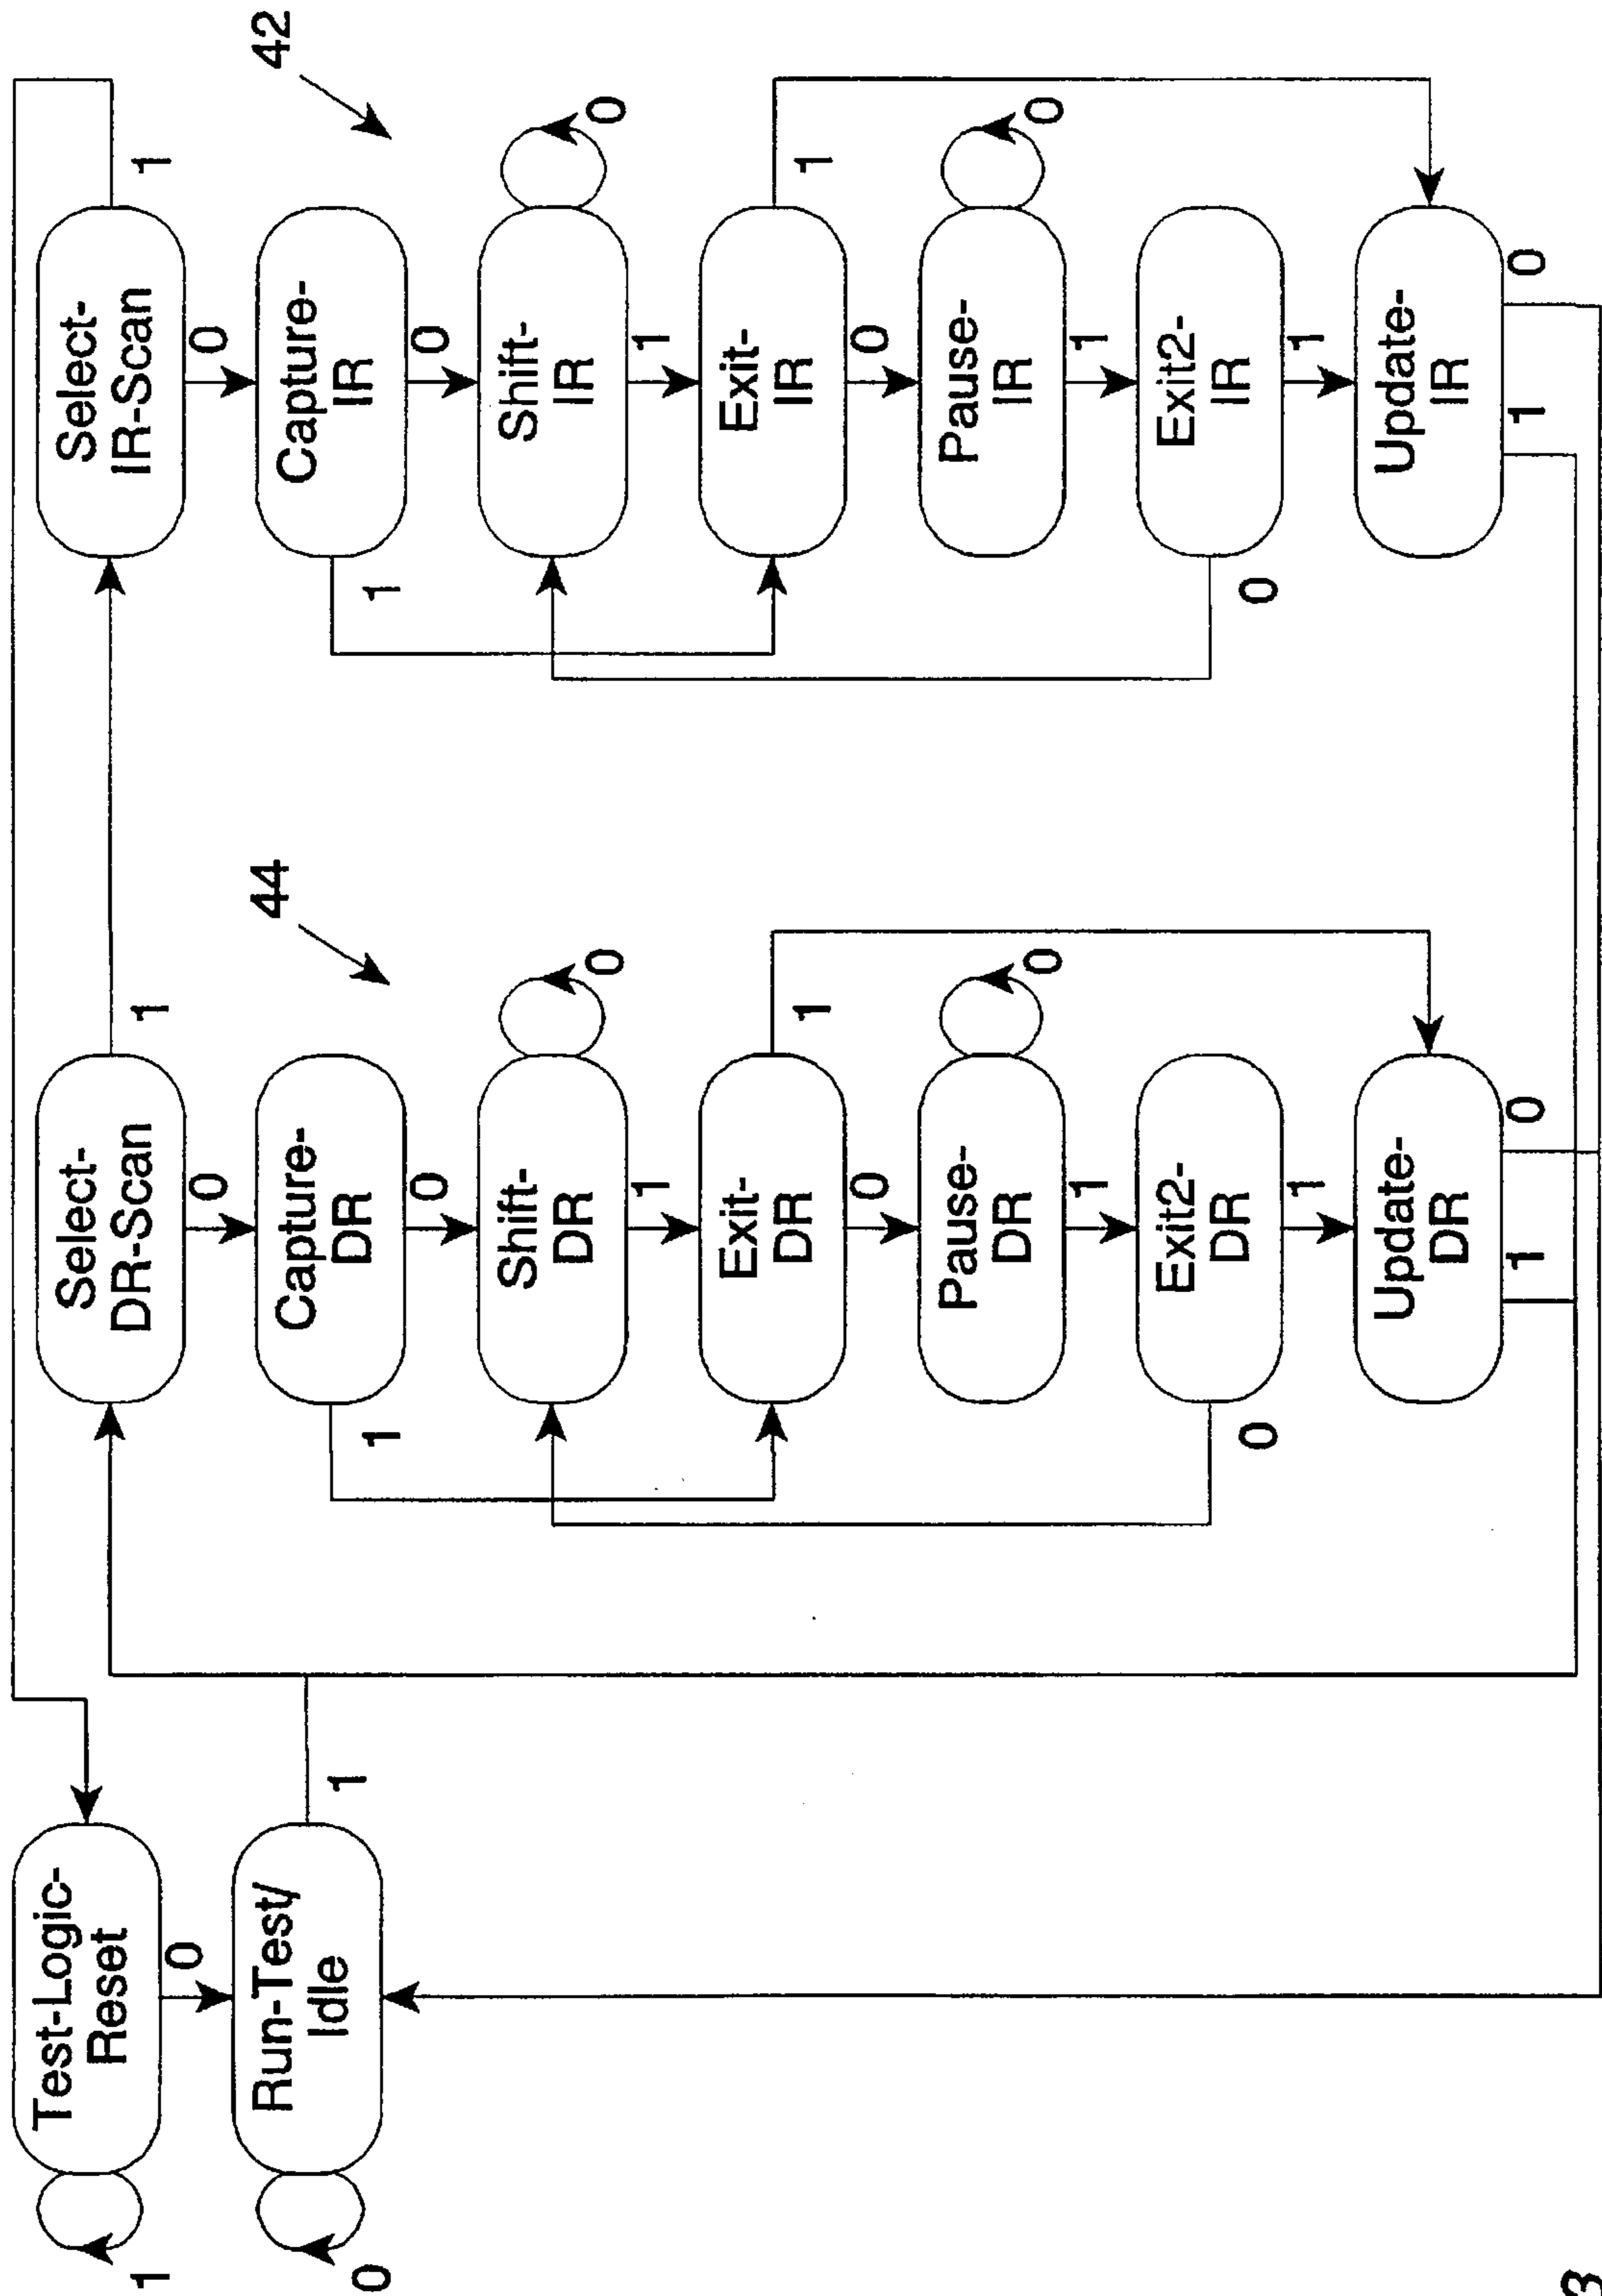 Test-Logic-
Reset
1
0
Run-Test/
Idle
0
1
44
Select-
DR-Scan
1
0
Capture-
DR
1
0
Shift-
DR
0
1
Exit-
DR
1
0
Pause-
DR
0
1
Exit2-
DR
0
1
Update-
DR
1
0
42
Select-
IR-Scan
1
0
Capture-
IR
1
0
Shift-
IR
0
1
Exit-
IR
1
0
Pause-
IR
0
1
Exit2-
IR
0
1
Update-
IR
1
0